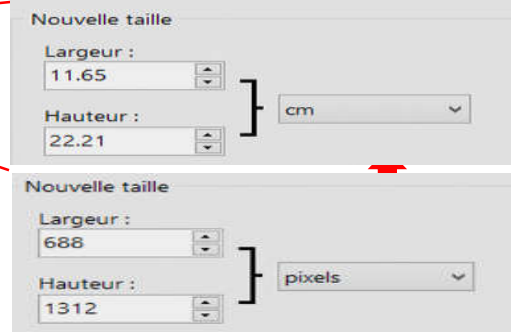 Nouvelle taille
Largeur :
11.65
cm
Hauteur :
22.21
Nouvelle taille
Largeur :
688
pixels
Hauteur :
1312